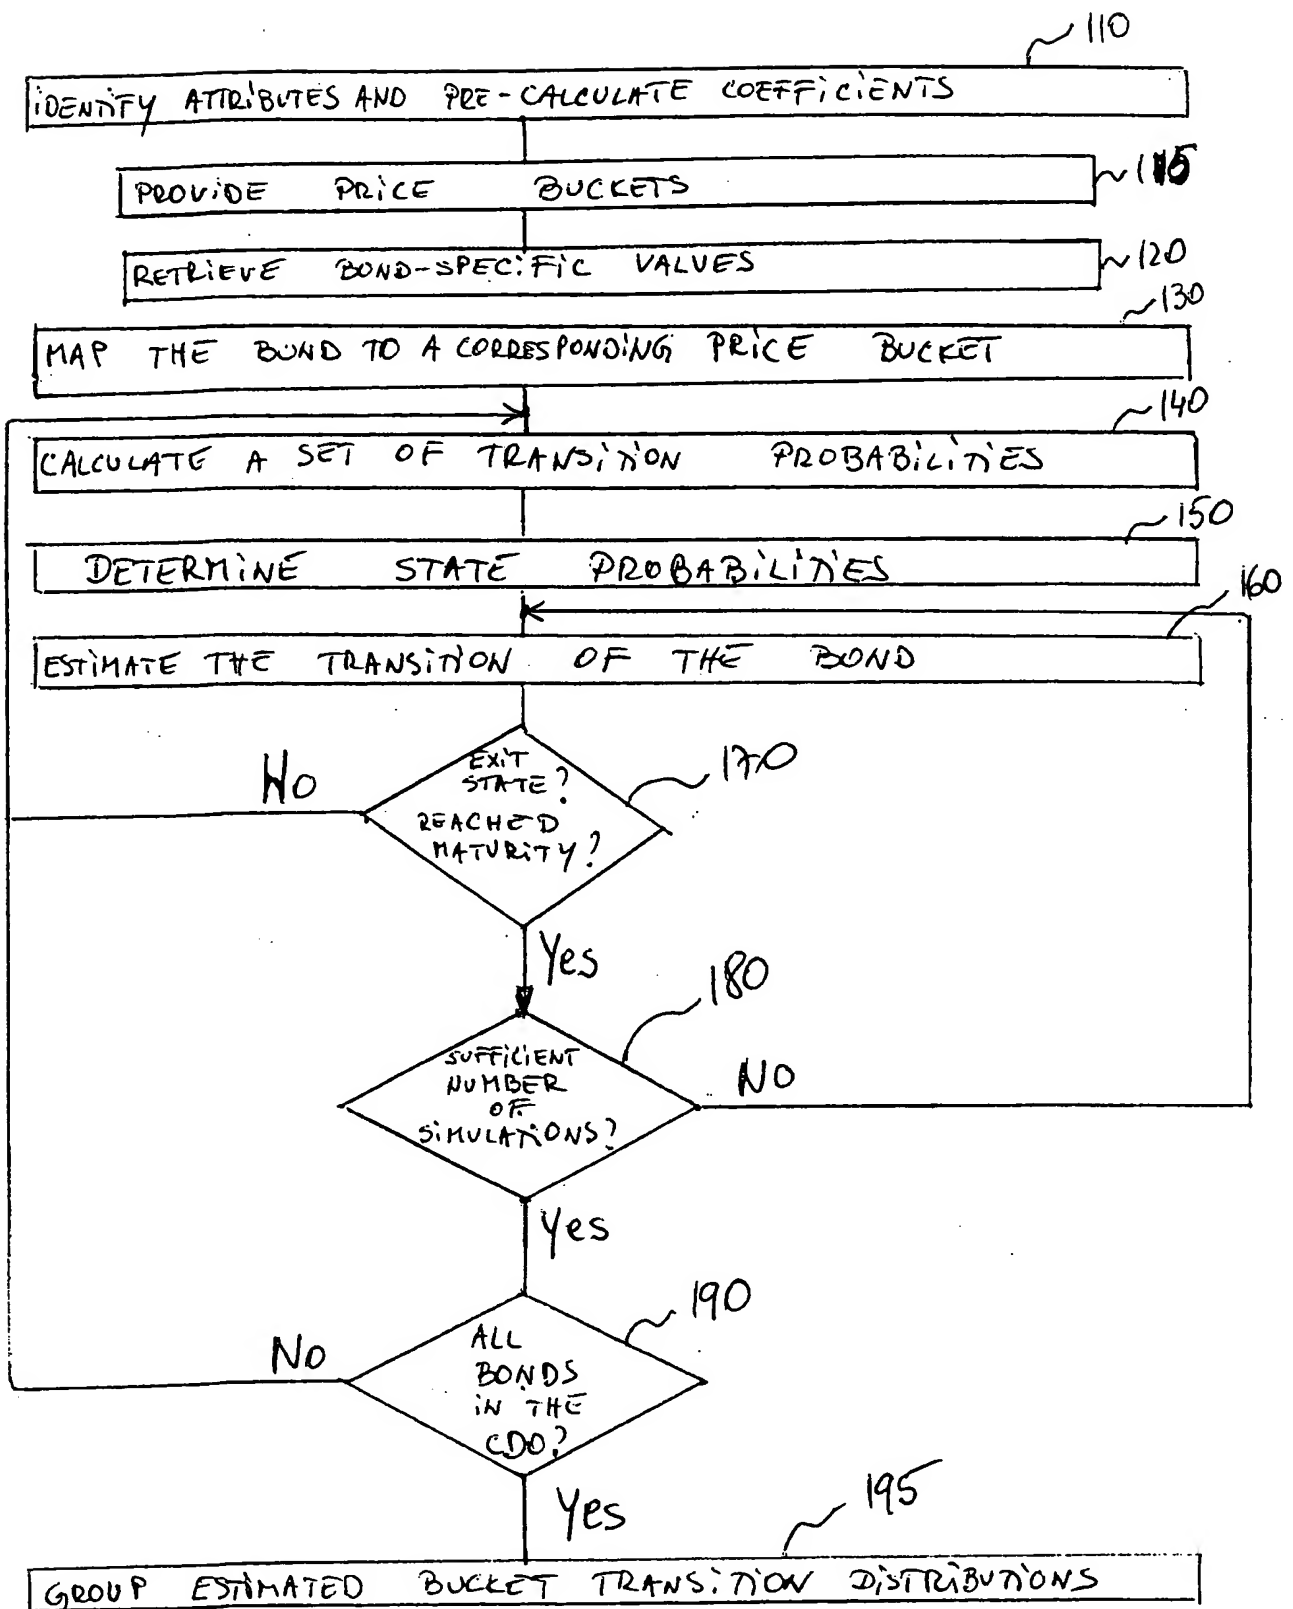 110
IDENTIFY ATTRIBUTES AND PRE-CALCULATE COEFFICIENTS
PROVIDE PRICE BUCKETS
115
RETRIEVE BOND-SPECIFIC VALUES
120
130
MAP THE BOND TO A CORRESPONDING PRICE BUCKET
140
CALCULATE A SET OF TRANSITION PROBABILITIES
150
DETERMINE STATE PROBABILITIES
160
ESTIMATE THE TRANSITION OF THE BOND
No
EXIT
STATE?
REACHED
MATURITY?
170
Yes
180
SUFFICIENT
NUMBER
OF
SIMULATIONS?
NO
Yes
190
No
ALL
BONDS
IN THE
CDO?
Yes
195
GROUP ESTIMATED BUCKET TRANSITION DISTRIBUTIONS